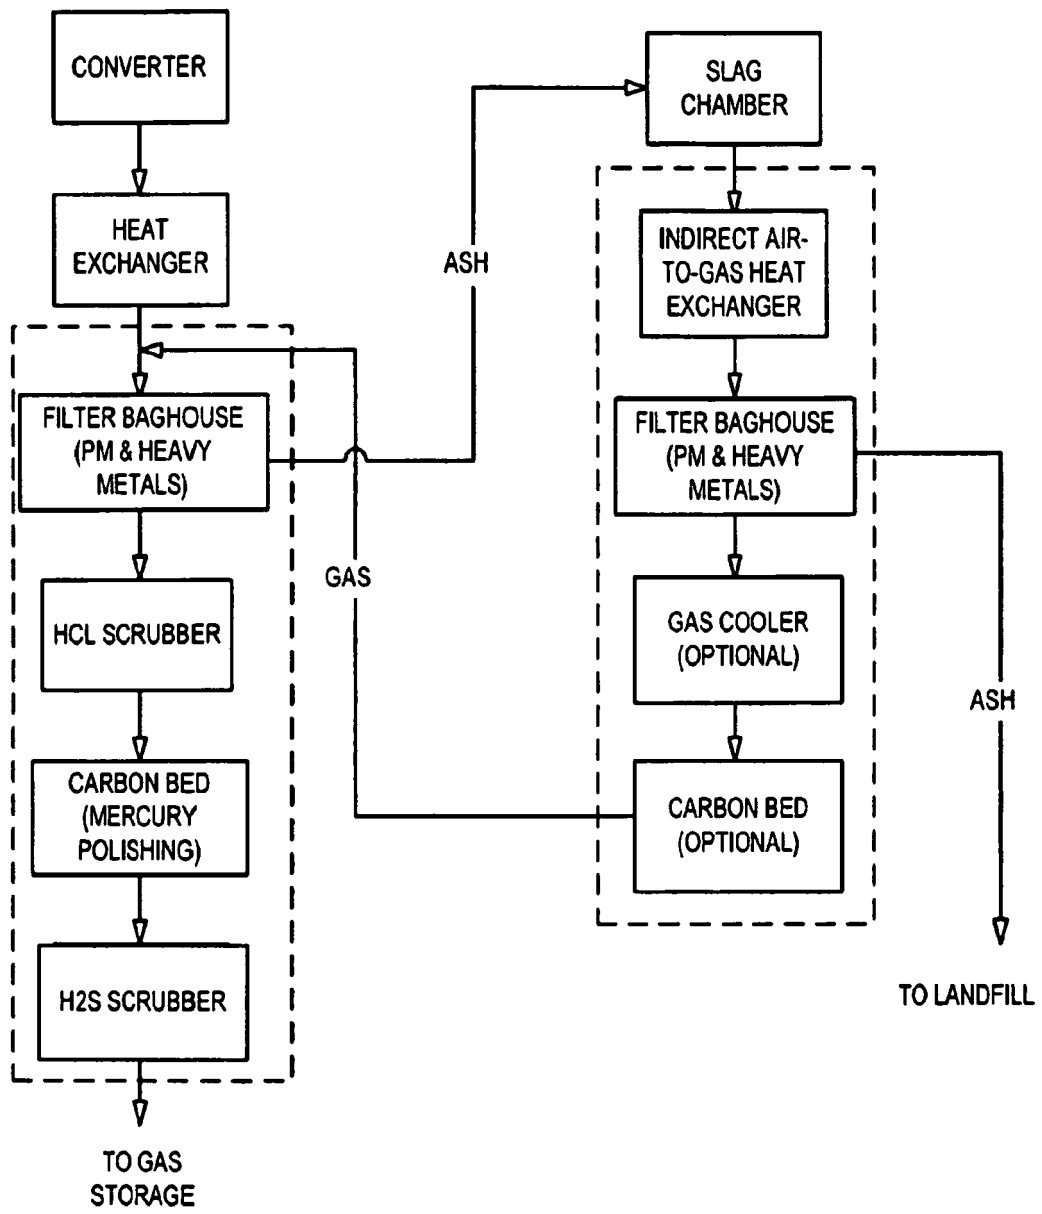 CONVERTER
HEAT
EXCHANGER
FILTER BAGHOUSE
(PM & HEAVY
METALS)
HCL SCRUBBER
CARBON BED
(MERCURY
POLISHING)
H2S SCRUBBER
TO GAS
STORAGE
ASH
GAS
SLAG
CHAMBER
INDIRECT AIR-
TO-GAS HEAT
EXCHANGER
FILTER BAGHOUSE
(PM & HEAVY
METALS)
GAS COOLER
(OPTIONAL)
CARBON BED
(OPTIONAL)
ASH
TO LANDFILL